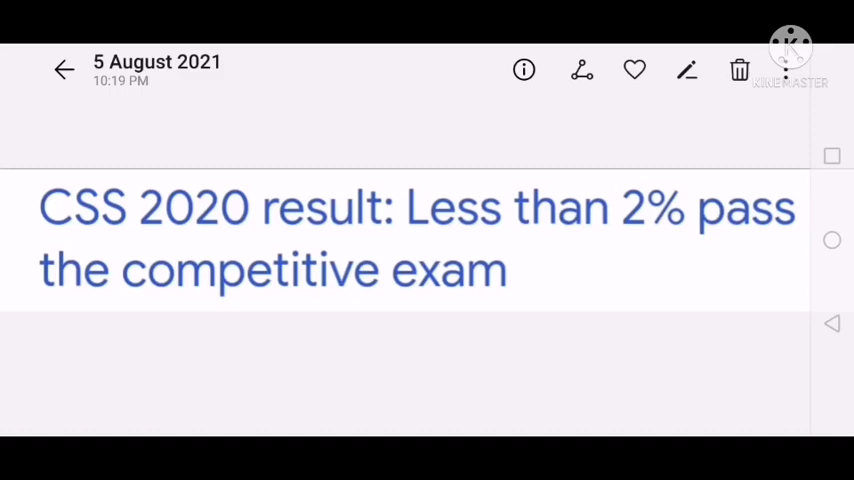 5 August 2021
10:19 PM
KINEMASTER
CSS 2020 result: Less than 2% pass
the competitive exam